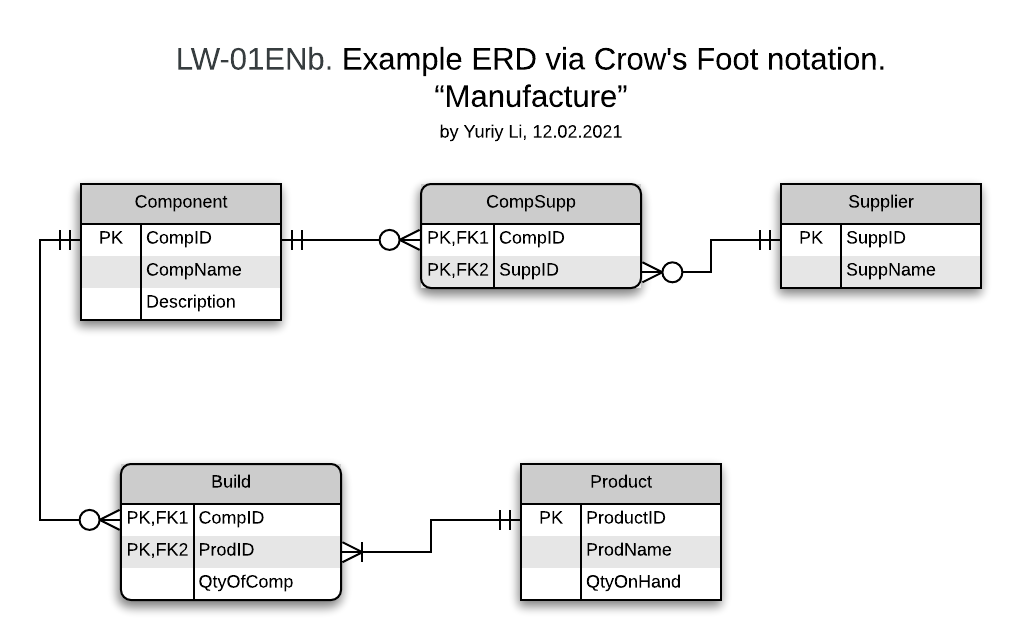 LW-01ENb. Example ERD via Crow's Foot notation.
“Manufacture”
by Yuriy Li, 12.02.2021
Component
PK CompID
CompName
Description
CompSupp
PK,FK1 CompID
PK,FK2 SuppID
Supplier
PK SuppID
SuppName
Build
PK,FK1 CompID
PK,FK2 ProdID
QtyOfComp
Product
PK ProductID
ProdName
QtyOnHand